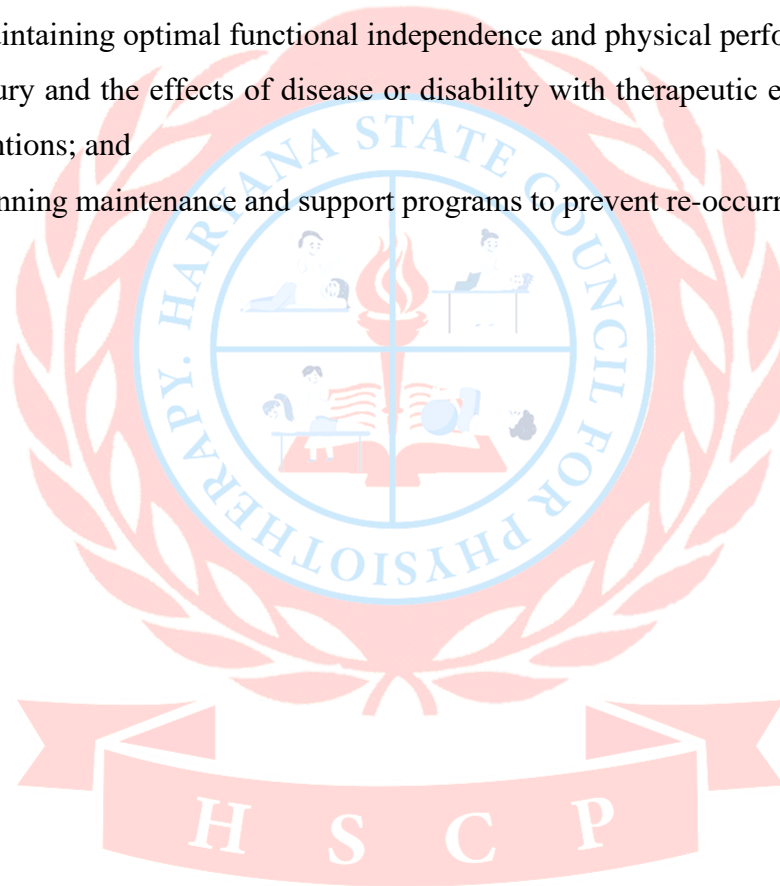 intaining optimal functional independence and physical perfo
ury and the effects of disease or disability with therapeutic e
ntions; and
nning maintenance and support programs to prevent re-occurr
HARYANA STATE COUNCIL FOR PHYSIOTHERAPY.
H S C P